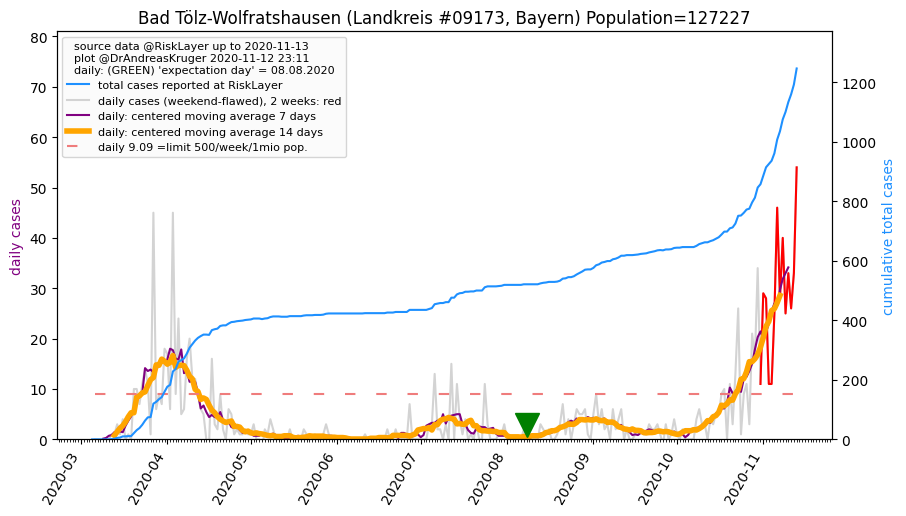 Bad Tölz-Wolfratshausen (Landkreis #09173, Bayern) Population=127227
source data @RiskLayer up to 2020-11-13
plot @DrAndreasKruger 2020-11-12 23:11
daily: (GREEN) 'expectation day' = 08.08.2020
total cases reported at RiskLayer
daily cases (weekend-flawed), 2 weeks: red
daily: centered moving average 7 days
daily: centered moving average 14 days
daily 9.09 =limit 500/week/1mio pop.
daily cases
80
70
60
50
40
30
20
10
0
cumulative total cases
1200
1000
800
600
400
200
0
2020-03
2020-04
2020-05
2020-06
2020-07
2020-08
2020-09
2020-10
2020-11